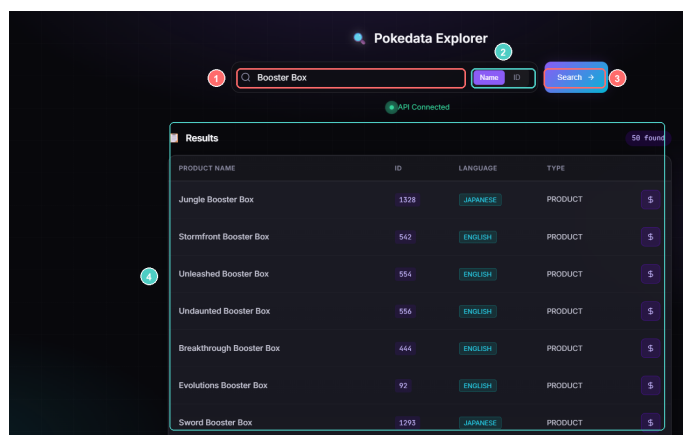 Pokedata Explorer
2
1
Booster Box
Name ID
Search →
3
API Connected
Results
50 found
PRODUCT NAME ID LANGUAGE TYPE
Jungle Booster Box 1328 JAPANESE PRODUCT $
Stormfront Booster Box 542 ENGLISH PRODUCT $
4
Unleashed Booster Box 554 ENGLISH PRODUCT $
Undaunted Booster Box 556 ENGLISH PRODUCT $
Breakthrough Booster Box 444 ENGLISH PRODUCT $
Evolutions Booster Box 92 ENGLISH PRODUCT $
Sword Booster Box 1293 JAPANESE PRODUCT $